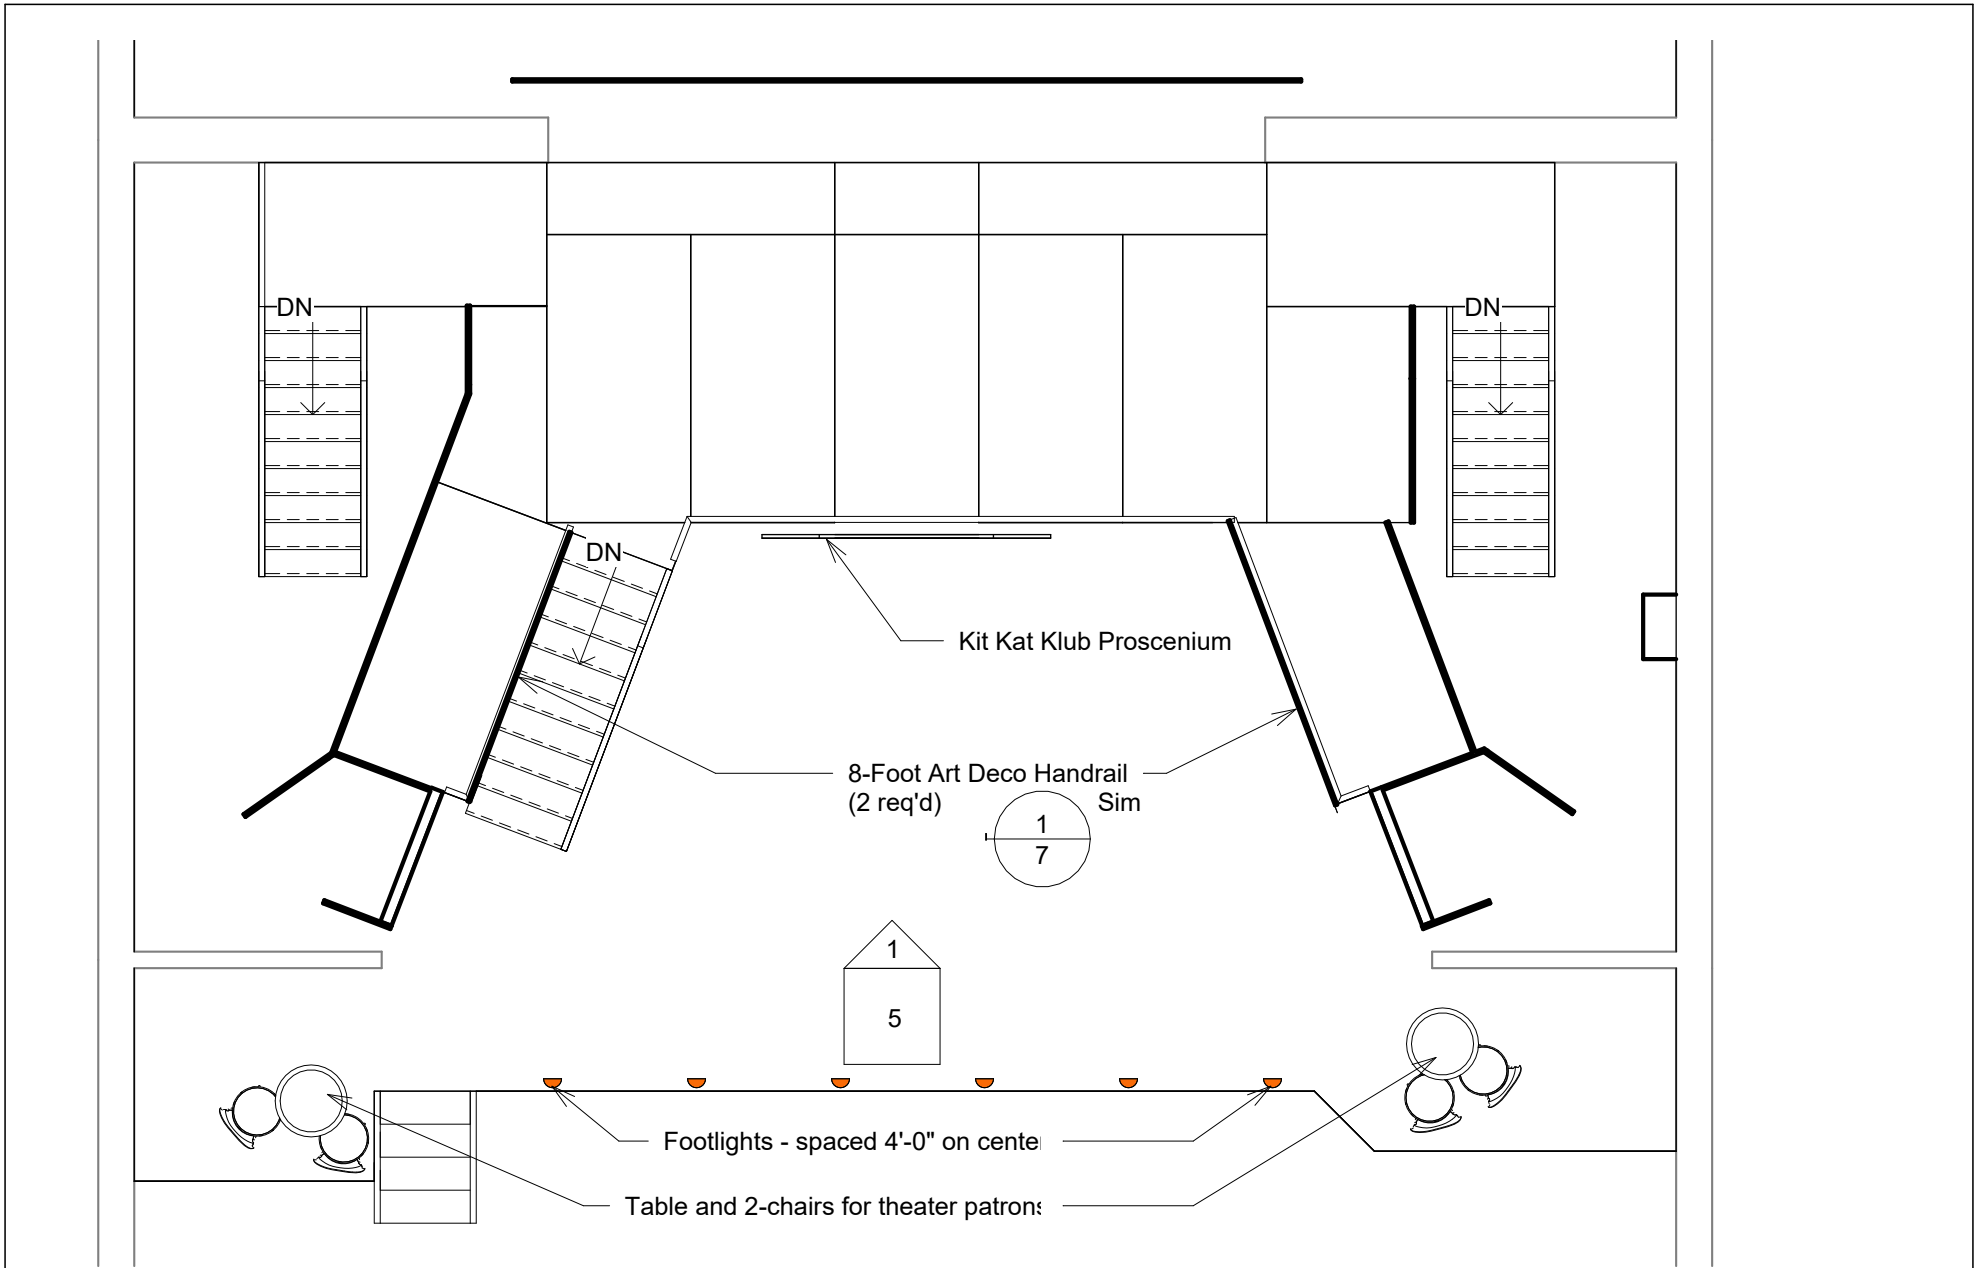 DN
DN
DN
Kit Kat Klub Proscenium
8-Foot Art Deco Handrail
(2 req'd)
Sim
1
7
1
5
Footlights - spaced 4'-0" on cente
Table and 2-chairs for theater patron